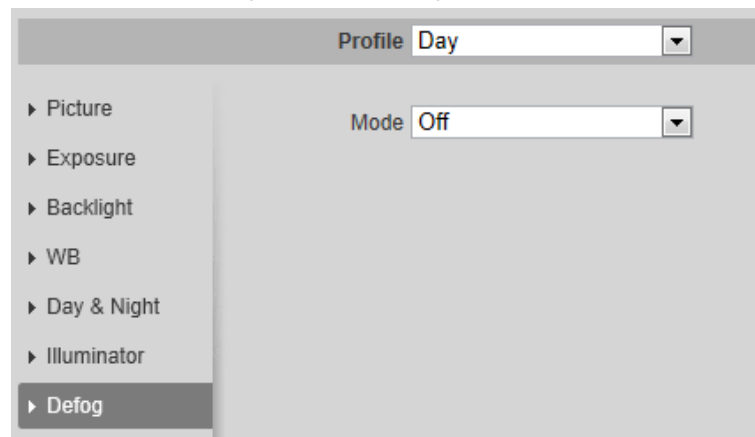 Profile Day
Picture
Mode Off
Exposure
Backlight
WB
Day & Night
Illuminator
Defog